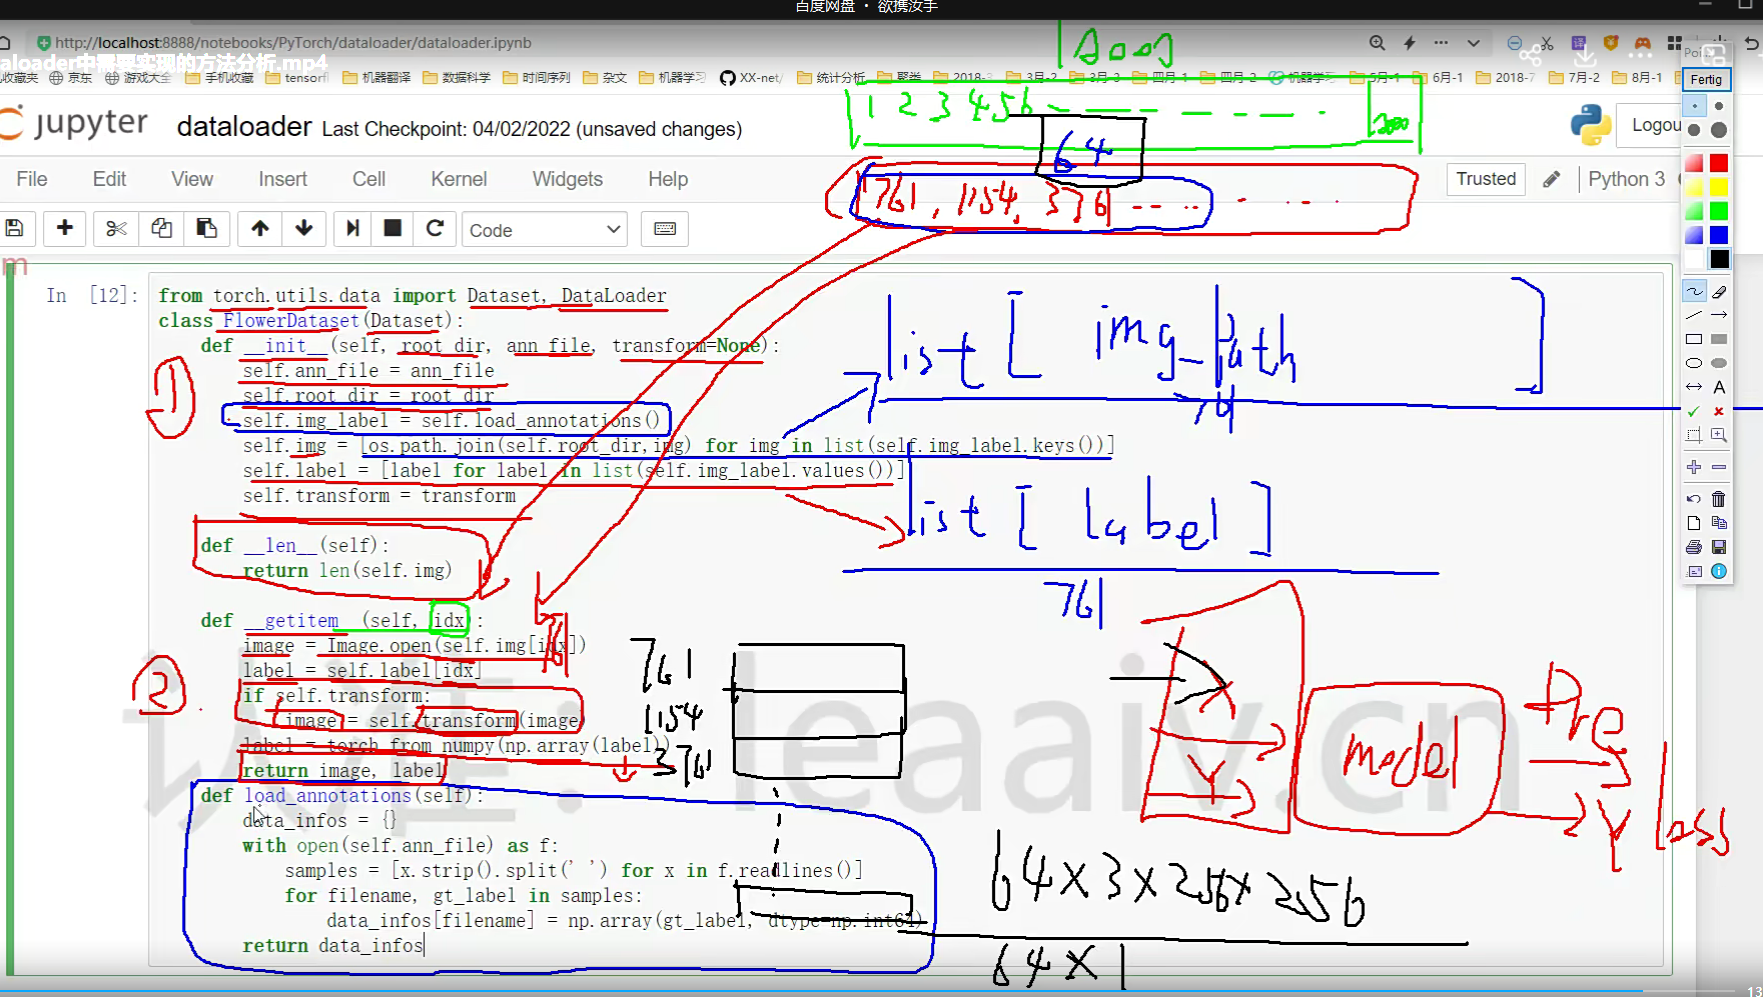 百度网盘 · 欲携汝手
http://localhost:8888/notebooks/PyTorch/dataloader/dataloader.ipynb
aloader中需要实现的方法分析.mp4
收藏夹 京东 游戏大全 手机收藏 tensorfl 机器翻译 数据科学 时间序列 杂文 机器学习 XX-net/ 统计分析 聚类 2018-3 3月-2 3月-3 四月-1 四月-2 机器学习 5月-1 6月-1 2018-7 7月-2 8月-1
Fertig
jupyter dataloader Last Checkpoint: 04/02/2022 (unsaved changes)
Logou
1 2 3 4 5 6
64
File Edit View Insert Cell Kernel Widgets Help
Trusted Python 3
761, 1154, 376
Code
In [12]:
from torch.utils.data import Dataset, DataLoader
class FlowerDataset(Dataset):
def __init__(self, root_dir, ann_file, transform=None):
self.ann_file = ann_file
self.root_dir = root_dir
self.img_label = self.load_annotations()
self.img = [os.path.join(self.root_dir,img) for img in list(self.img_label.keys())]
self.label = [label for label in list(self.img_label.values())]
self.transform = transform
def __len__(self):
return len(self.img)
def __getitem__(self, idx):
image = Image.open(self.img[idx])
label = self.label[idx]
if self.transform:
image = self.transform(image)
label = torch.from_numpy(np.array(label))
return image, label
def load_annotations(self):
data_infos = {}
with open(self.ann_file) as f:
samples = [x.strip().split(' ') for x in f.readlines()]
for filename, gt_label in samples:
data_infos[filename] = np.array(gt_label, dtype=np.int64)
return data_infos
1
2
list [ img_Path ]
761
list [ label ]
761
761
761
1154
376
X
Y
model
Pre
Y loss
64×3×256×256
64×1
leaaiv.com